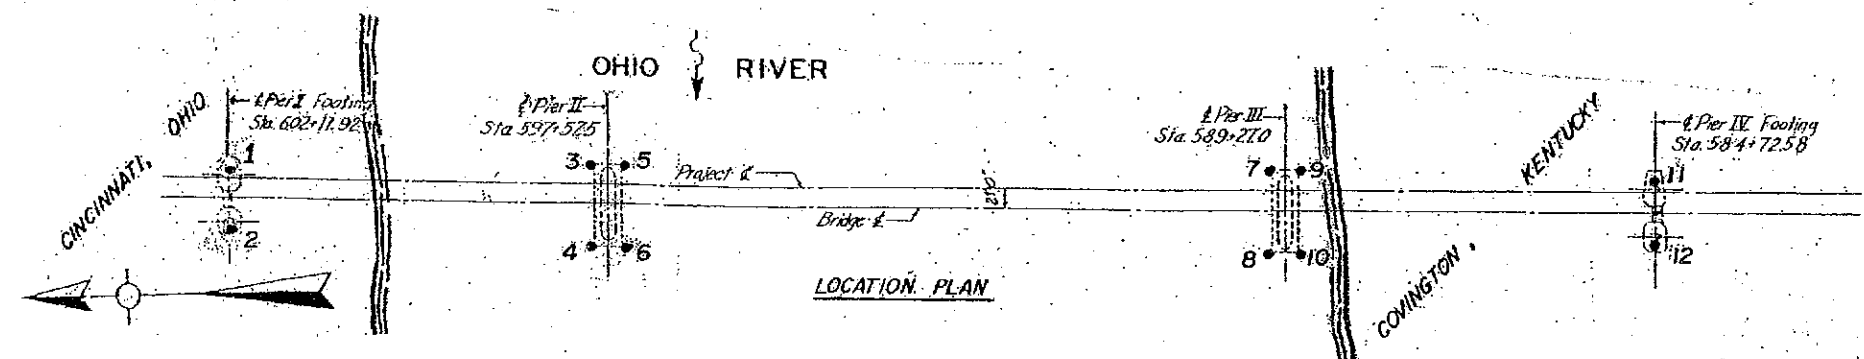 OHIO RIVER
CINCINNATI, OHIO
℄ Pier I Footing
Sta. 602+11.92
1
2
℄ Pier II
Sta. 597+57.5
3
5
4
6
Project ℄
Bridge ℄
LOCATION PLAN
℄ Pier III
Sta. 589+27.0
7
9
8
10
COVINGTON, KENTUCKY
℄ Pier IV Footing
Sta. 584+72.58
11
12